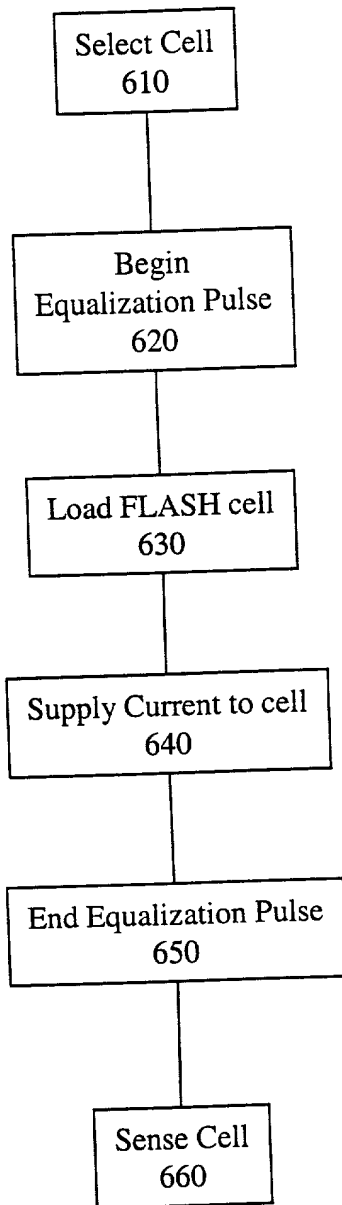 Select Cell
610
Begin
Equalization Pulse
620
Load FLASH cell
630
Supply Current to cell
640
End Equalization Pulse
650
Sense Cell
660